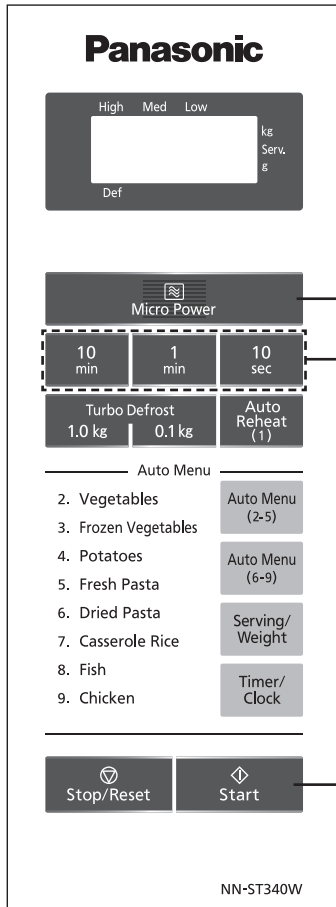 Panasonic
High Med Low
kg
Serv.
g
Def
Micro Power
10 min
1 min
10 sec
Turbo Defrost
1.0 kg 0.1 kg
Auto Reheat (1)
Auto Menu
2. Vegetables
3. Frozen Vegetables
4. Potatoes
5. Fresh Pasta
6. Dried Pasta
7. Casserole Rice
8. Fish
9. Chicken
Auto Menu
(2-5)
Auto Menu
(6-9)
Serving/
Weight
Timer/
Clock
Stop/Reset
Start
NN-ST340W